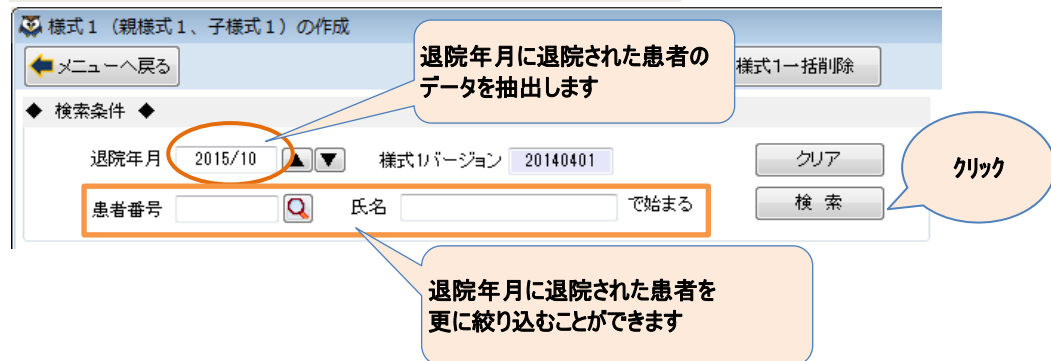 様式1（親様式1、子様式1）の作成
メニューへ戻る
退院年月に退院された患者の
データを抽出します
様式1一括削除
◆ 検索条件 ◆
退院年月 2015/10 ▲ ▼ 様式1バージョン 20140401 クリア
クリック
患者番号 氏名 で始まる 検 索
退院年月に退院された患者を
更に絞り込むことができます